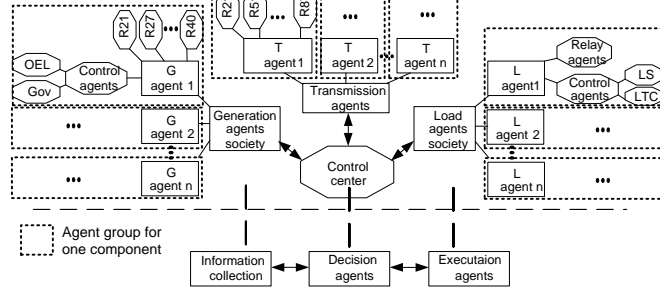 R21
R27
•••
R40
R2
R5
•••
R8
•••
•••
OEL
Gov
Control
agents
G
agent 1
T
agent1
T
agent 2
•••
T
agent n
L
agent1
Relay
agents
Control
agents
LS
LTC
Transmission
agents
•••
G
agent 2
Generation
agents
society
Load
agents
society
L
agent 2
•••
•••
G
agent n
Control
center
L
agent n
•••
Agent group for
one component
Information
collection
Decision
agents
Executaion
agents